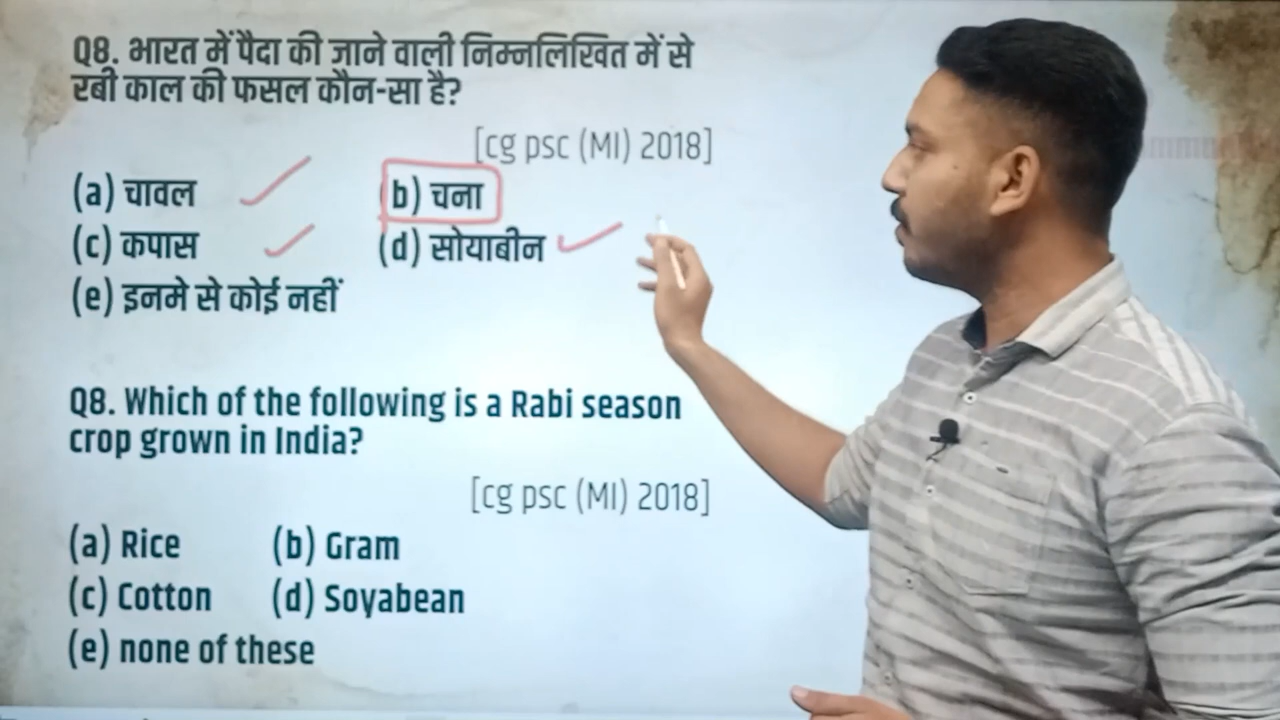 Q8. भारत में पैदा की जाने वाली निम्नलिखित में से
रबी काल की फसल कौन-सा है?
[cg psc (MI) 2018]
(a) चावल (b) चना
(c) कपास (d) सोयाबीन
(e) इनमे से कोई नहीं
Q8. Which of the following is a Rabi season
crop grown in India?
[cg psc (MI) 2018]
(a) Rice (b) Gram
(c) Cotton (d) Soyabean
(e) none of these